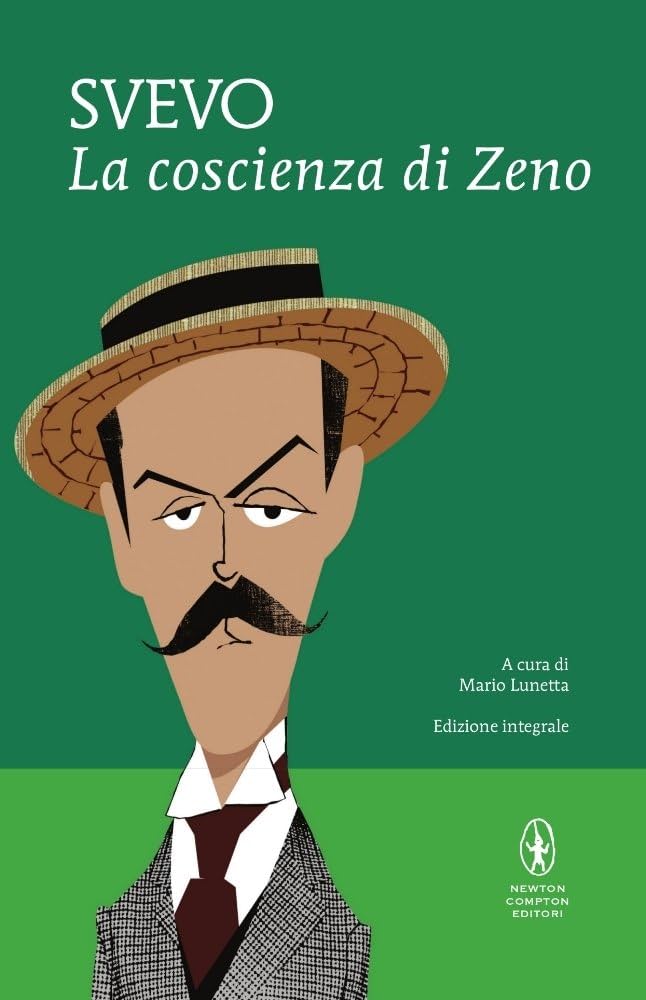 SVEVO
La coscienza di Zeno
A cura di
Mario Lunetta
Edizione integrale
NEWTON
COMPTON
EDITORI